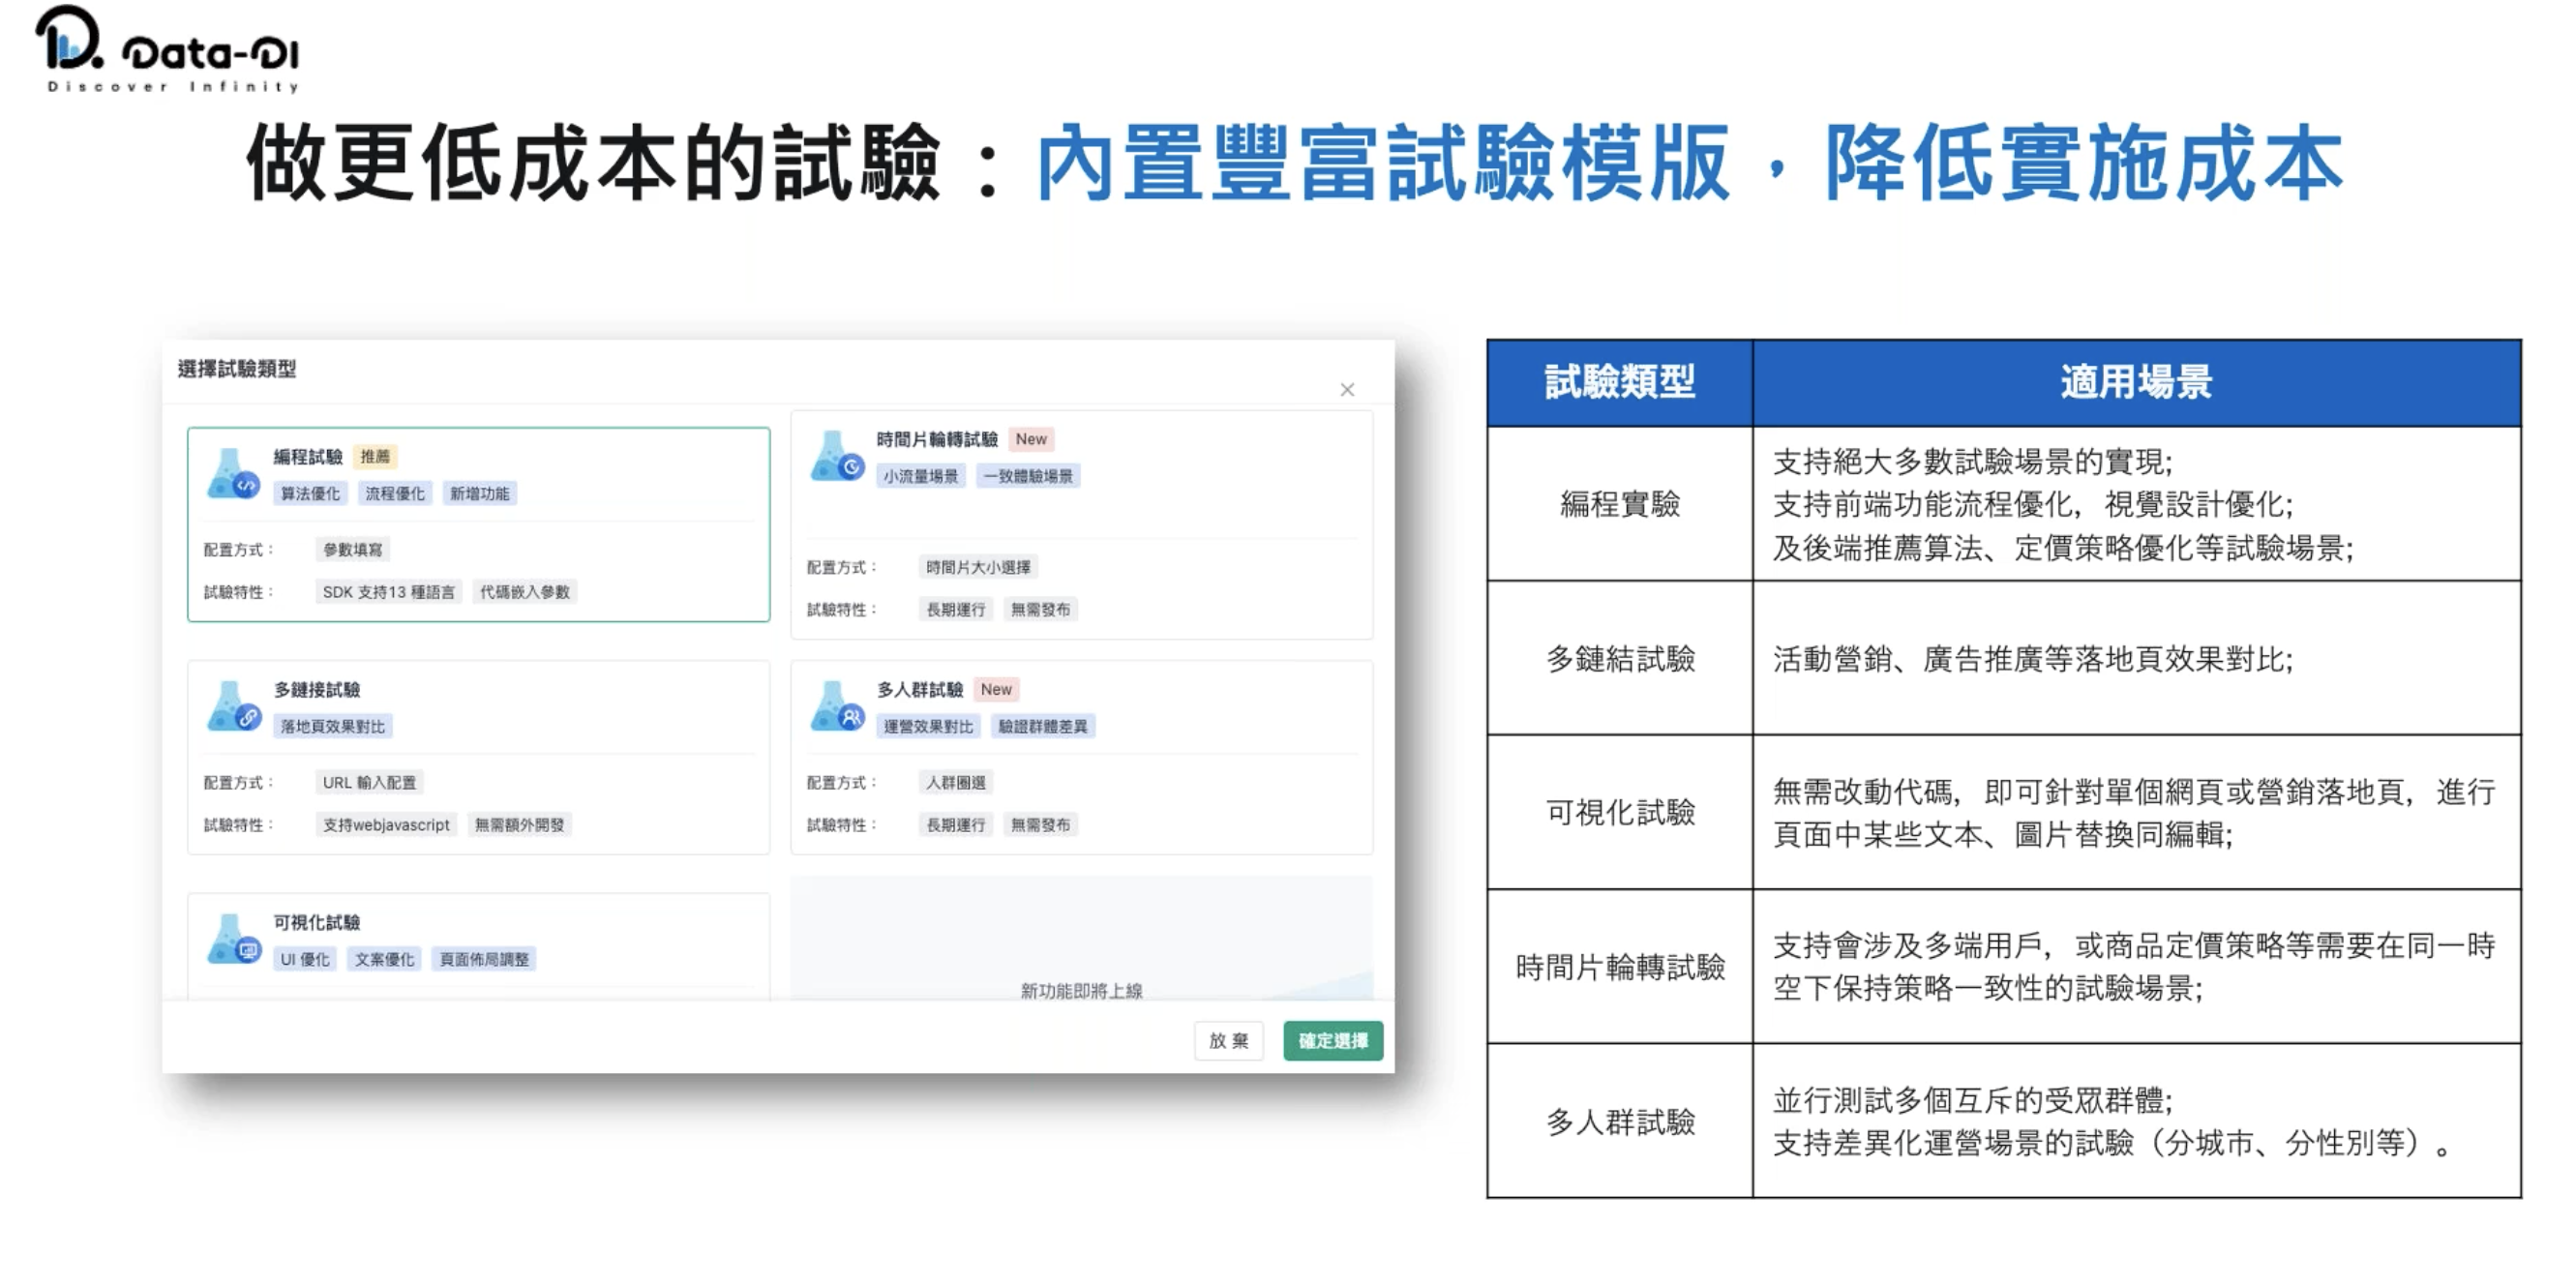 Data-DI
Discover Infinity
做更低成本的試驗：內置豐富試驗模版，降低實施成本
選擇試驗類型
編程試驗 推薦
算法優化 流程優化 新增功能
配置方式： 參數填寫
試驗特性： SDK 支持13 種語言 代碼嵌入參數
時間片輪轉試驗 New
小流量場景 一致體驗場景
配置方式： 時間片大小選擇
試驗特性： 長期運行 無需發布
多鏈接試驗
落地頁效果對比
配置方式： URL 輸入配置
試驗特性： 支持webjavascript 無需額外開發
多人群試驗 New
運營效果對比 驗證群體差異
配置方式： 人群圈選
試驗特性： 長期運行 無需發布
可視化試驗
UI 優化 文案優化 頁面佈局調整
新功能即將上線
放 棄 確定選擇
試驗類型 適用場景
編程實驗
支持絕大多數試驗場景的實現;
支持前端功能流程優化，視覺設計優化;
及後端推薦算法、定價策略優化等試驗場景;
多鏈結試驗
活動營銷、廣告推廣等落地頁效果對比;
可視化試驗
無需改動代碼，即可針對單個網頁或營銷落地頁，進行
頁面中某些文本、圖片替換同編輯;
時間片輪轉試驗
支持會涉及多端用戶，或商品定價策略等需要在同一時
空下保持策略一致性的試驗場景;
多人群試驗
並行測試多個互斥的受眾群體;
支持差異化運營場景的試驗（分城市、分性別等）。